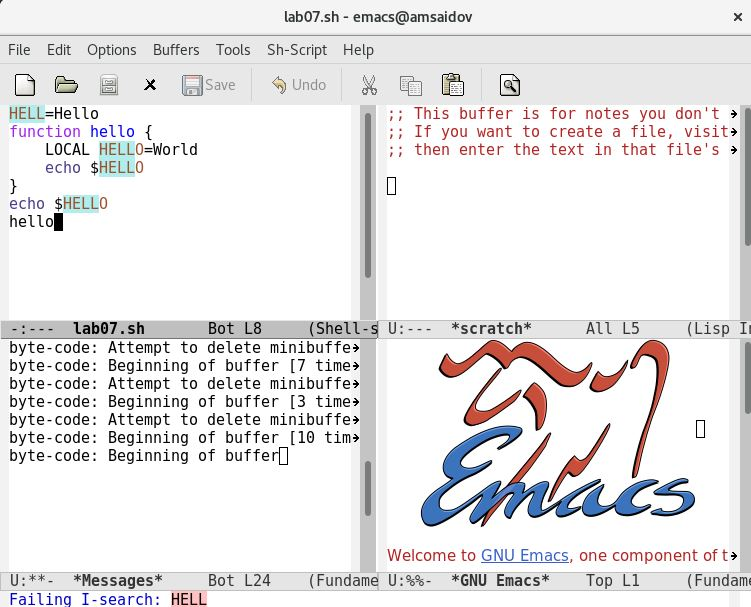 lab07.sh - emacs@amsaidov
File Edit Options Buffers Tools Sh-Script Help
Save Undo
HELL=Hello
function hello {
    LOCAL HELLO=World
    echo $HELLO
}
echo $HELLO
hello
-:--- lab07.sh Bot L8 (Shell-s
;; This buffer is for notes you don't
;; If you want to create a file, visit
;; then enter the text in that file's
U:--- *scratch* All L5 (Lisp In
byte-code: Attempt to delete minibuffe
byte-code: Beginning of buffer [7 time
byte-code: Attempt to delete minibuffe
byte-code: Beginning of buffer [3 time
byte-code: Attempt to delete minibuffe
byte-code: Beginning of buffer [10 tim
byte-code: Beginning of buffer
U:**- *Messages* Bot L24 (Fundame
Emacs
Welcome to GNU Emacs, one component of t
U:%%- *GNU Emacs* Top L1 (Fundame
Failing I-search: HELL